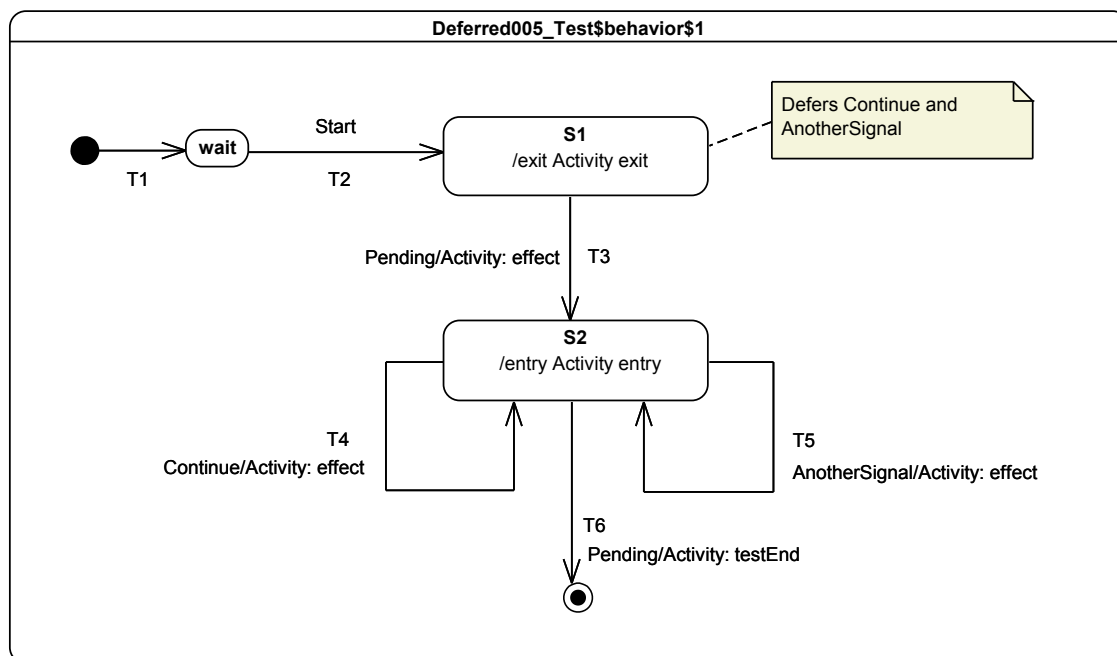 Deferred005_Test$behavior$1
Defers Continue and
AnotherSignal
Start
S1
wait
/exit Activity exit
T1
T2
Pending/Activity: effect
T3
S2
/entry Activity entry
T4
T5
Continue/Activity: effect
AnotherSignal/Activity: effect
T6
Pending/Activity: testEnd